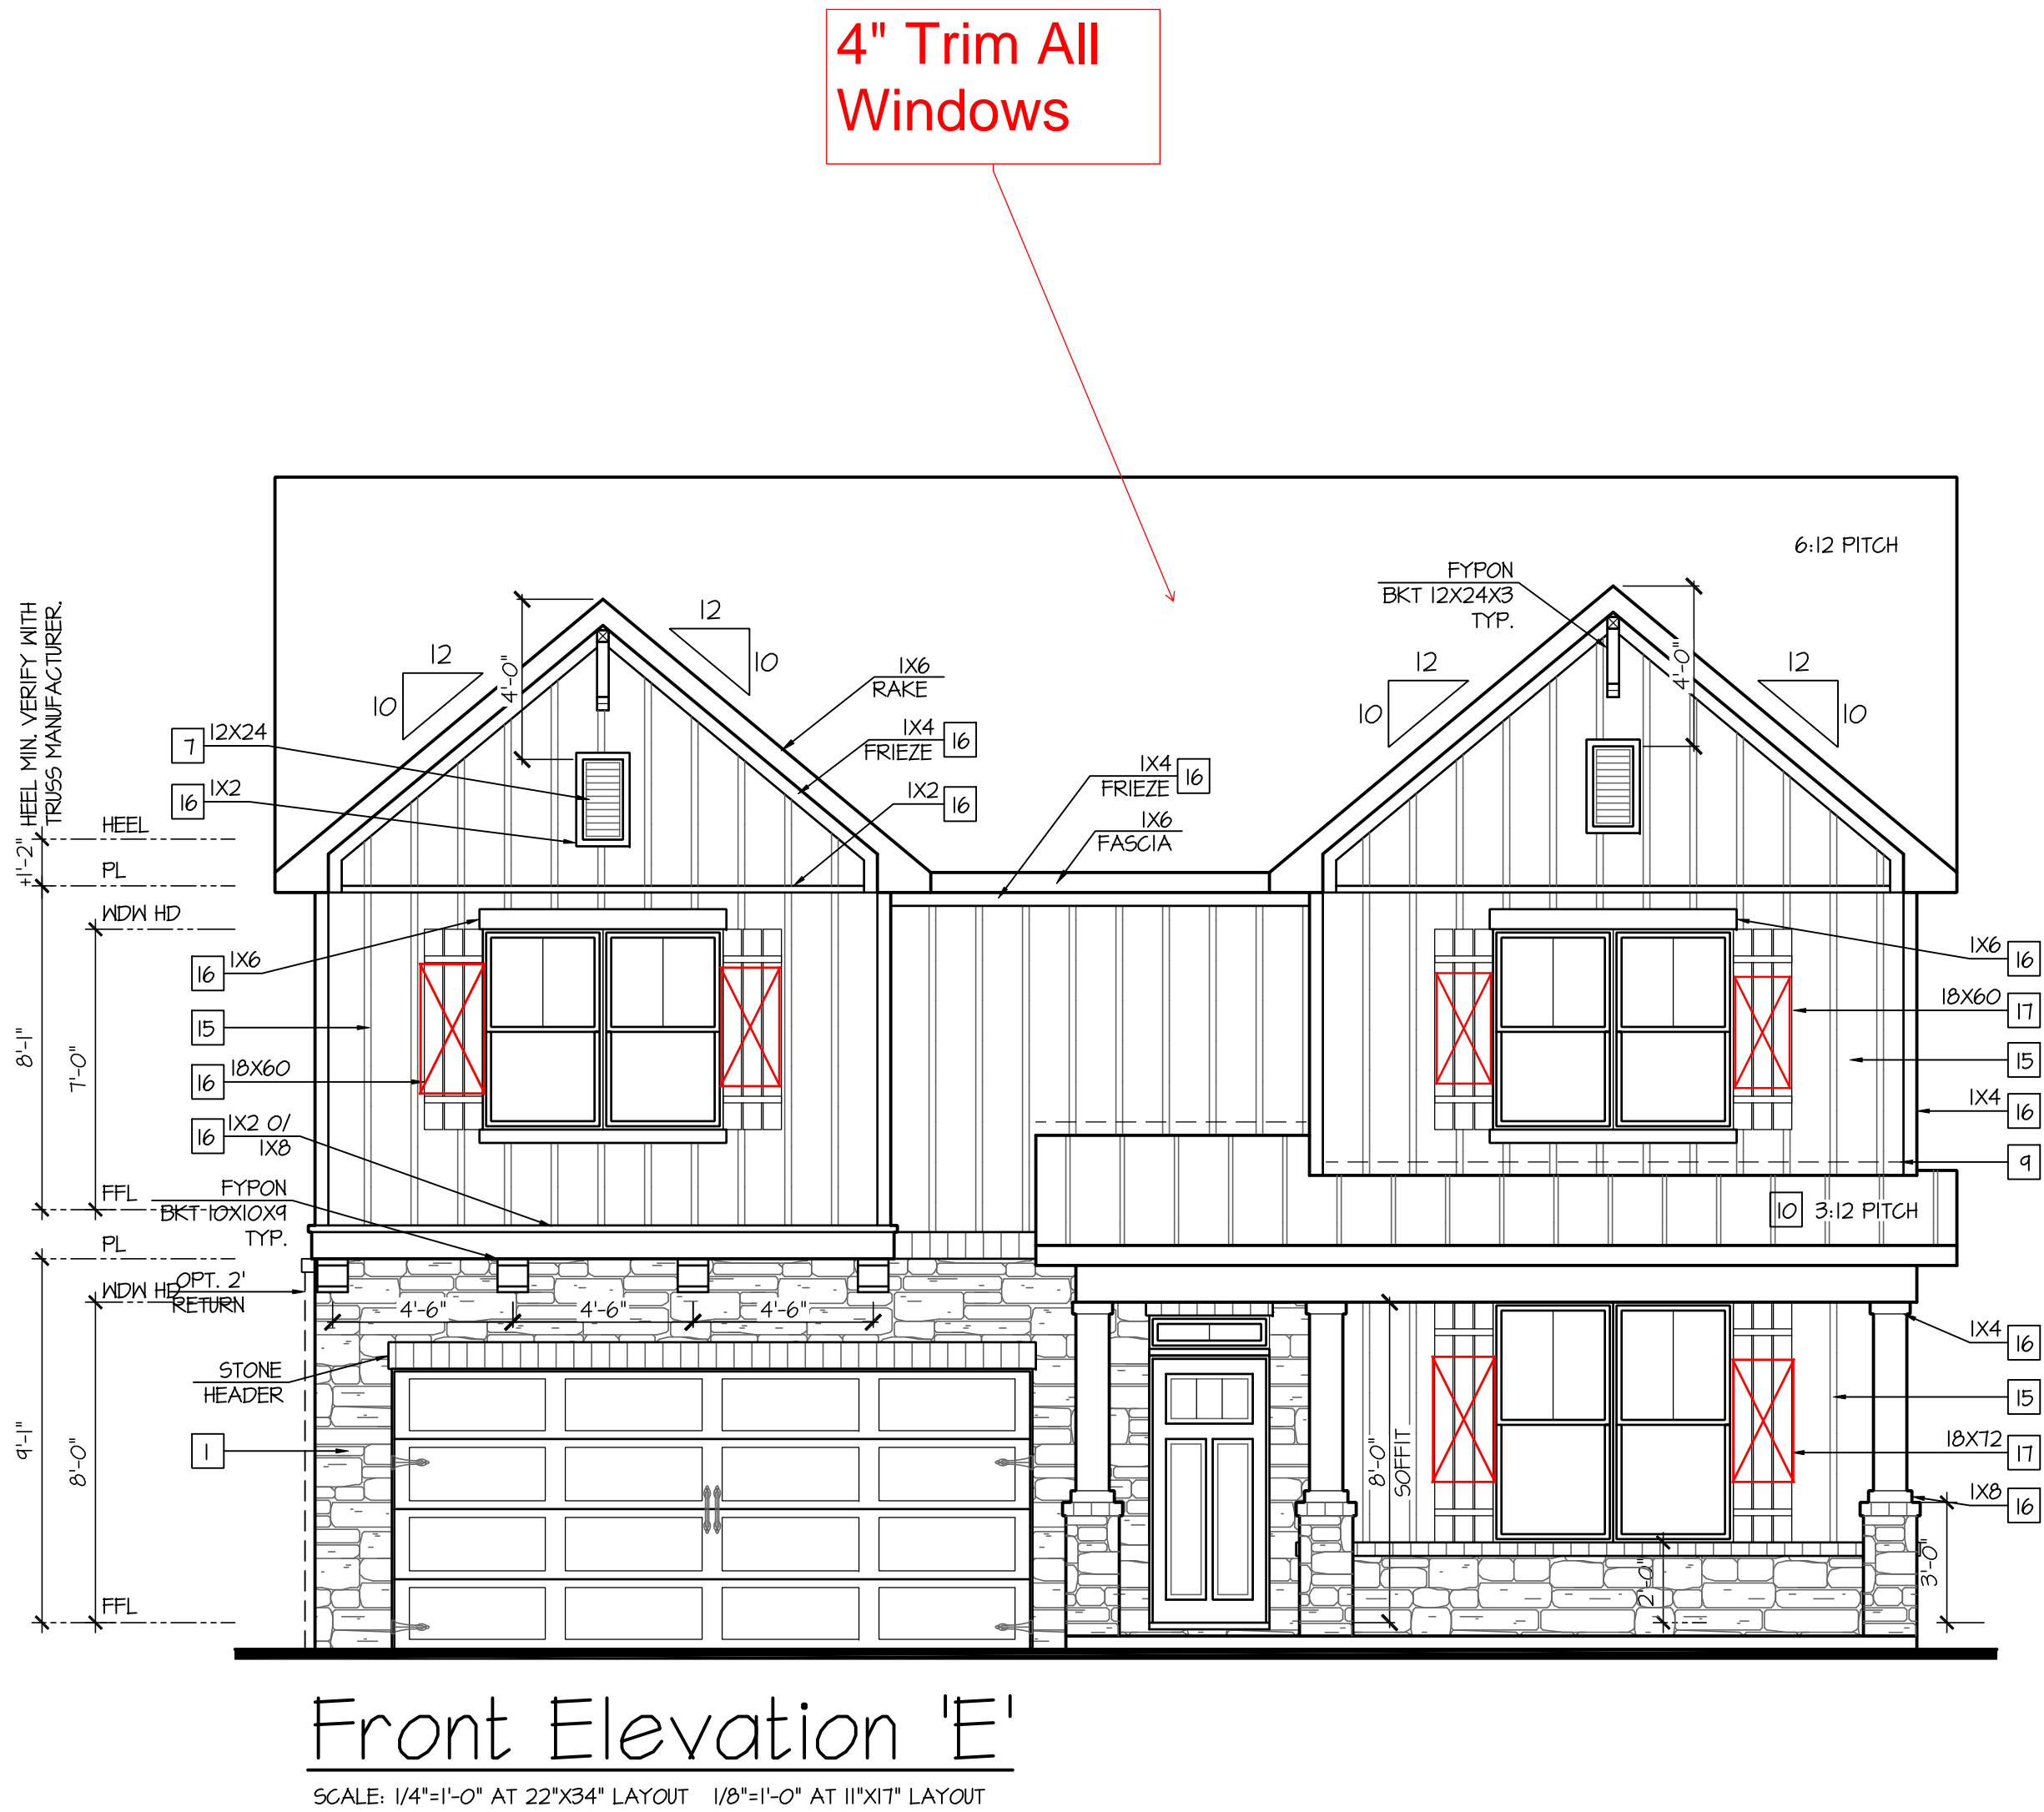 4" Trim All
Windows
6:12 PITCH
FYPON
BKT 12X24X3
TYP.
12
10
12
10
4'-0"
12
10
12
10
4'-0"
1X6
RAKE
1X4
FRIEZE
16
1X2
16
1X4
FRIEZE
16
1X6
FASCIA
HEEL MIN. VERIFY WITH
TRUSS MANUFACTURER.
+1'-2"
7
12X24
16
1X2
HEEL
PL
WDW HD
16
1X6
15
16
18X60
16
1X2 O/
1X8
8'-1"
7'-0"
FFL
FYPON
BKT 10X10X9
TYP.
PL
WDW HD
OPT. 2'
RETURN
4'-6"
4'-6"
4'-6"
STONE
HEADER
1
9'-1"
8'-0"
FFL
1X6
16
18X60
17
15
1X4
16
9
10
3:12 PITCH
1X4
16
15
18X72
17
1X8
16
8'-0"
SOFFIT
2'-0"
3'-0"
Front Elevation 'E'
SCALE: 1/4"=1'-0" AT 22"X34" LAYOUT 1/8"=1'-0" AT 11"X17" LAYOUT